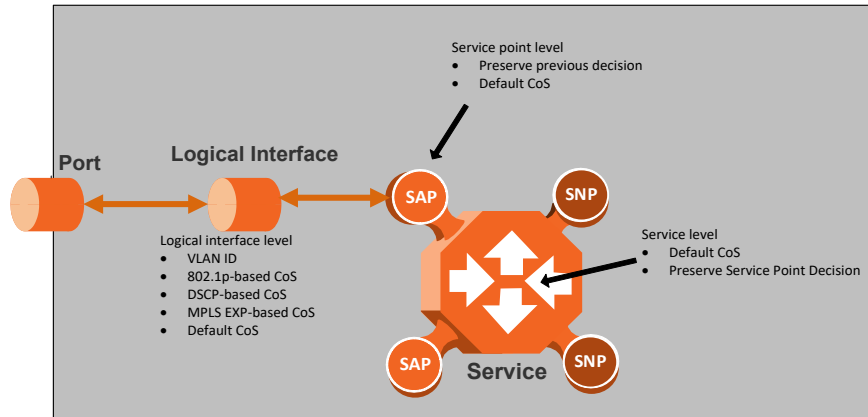 Service point level
• Preserve previous decision
• Default CoS
Port
Logical Interface
SAP
SNP
Logical interface level
• VLAN ID
• 802.1p-based CoS
• DSCP-based CoS
• MPLS EXP-based CoS
• Default CoS
Service level
• Default CoS
• Preserve Service Point Decision
SAP
Service
SNP